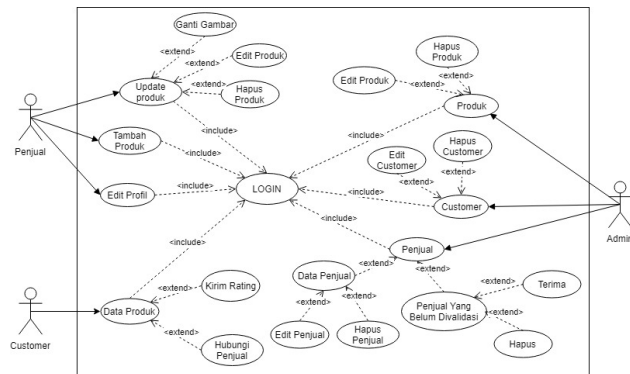 Ganti Gambar
<extend>
<extend>
Edit Produk
<extend>
Update
produk
Hapus
Produk
Penjual
<include>
Tambah
Produk
<include>
Edit Profil
<include>
LOGIN
Hapus
Produk
<extend>
Edit Produk
<extend>
Produk
<include>
Edit
Customer
Hapus
Customer
<extend>
<extend>
<include>
Customer
Admin
<include>
Penjual
<include>
Data Penjual
<extend>
<extend>
<extend>
<extend>
Edit Penjual
Hapus
Penjual
Penjual Yang
Belum Divalidasi
<extend>
Terima
<extend>
Hapus
Customer
Data Produk
<extend>
Kirim Rating
<extend>
Hubungi
Penjual